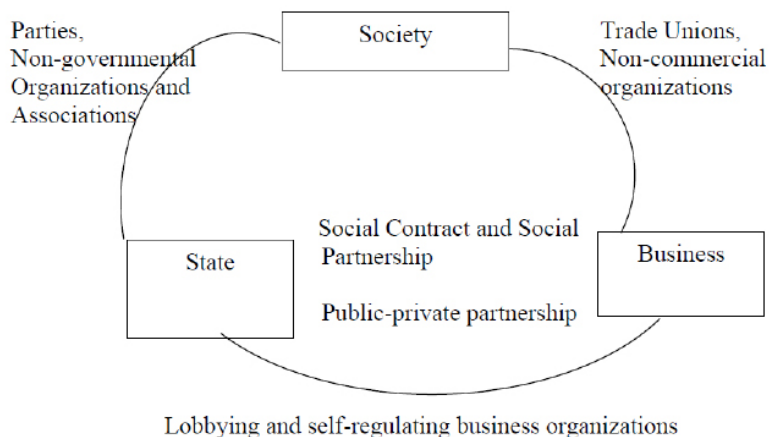 Parties,
Non-governmental
Organizations and
Associations
Society
Trade Unions,
Non-commercial
organizations
State
Social Contract and Social
Partnership
Public-private partnership
Business
Lobbying and self-regulating business organizations